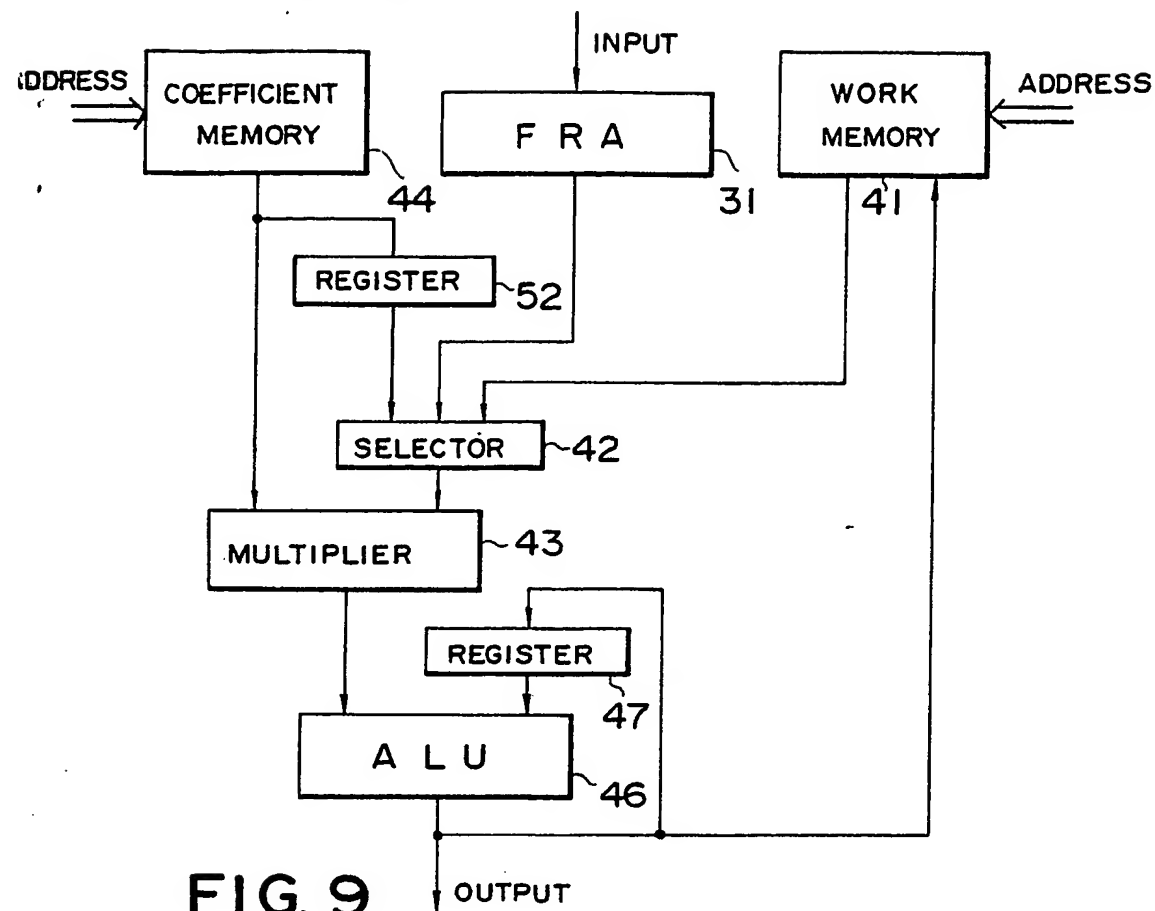 INPUT
DDRESS
COEFFICIENT
MEMORY
44
F R A
31
WORK
MEMORY
41
ADDRESS
REGISTER
52
SELECTOR
42
MULTIPLIER
43
REGISTER
47
A L U
46
OUTPUT
FIG. 9